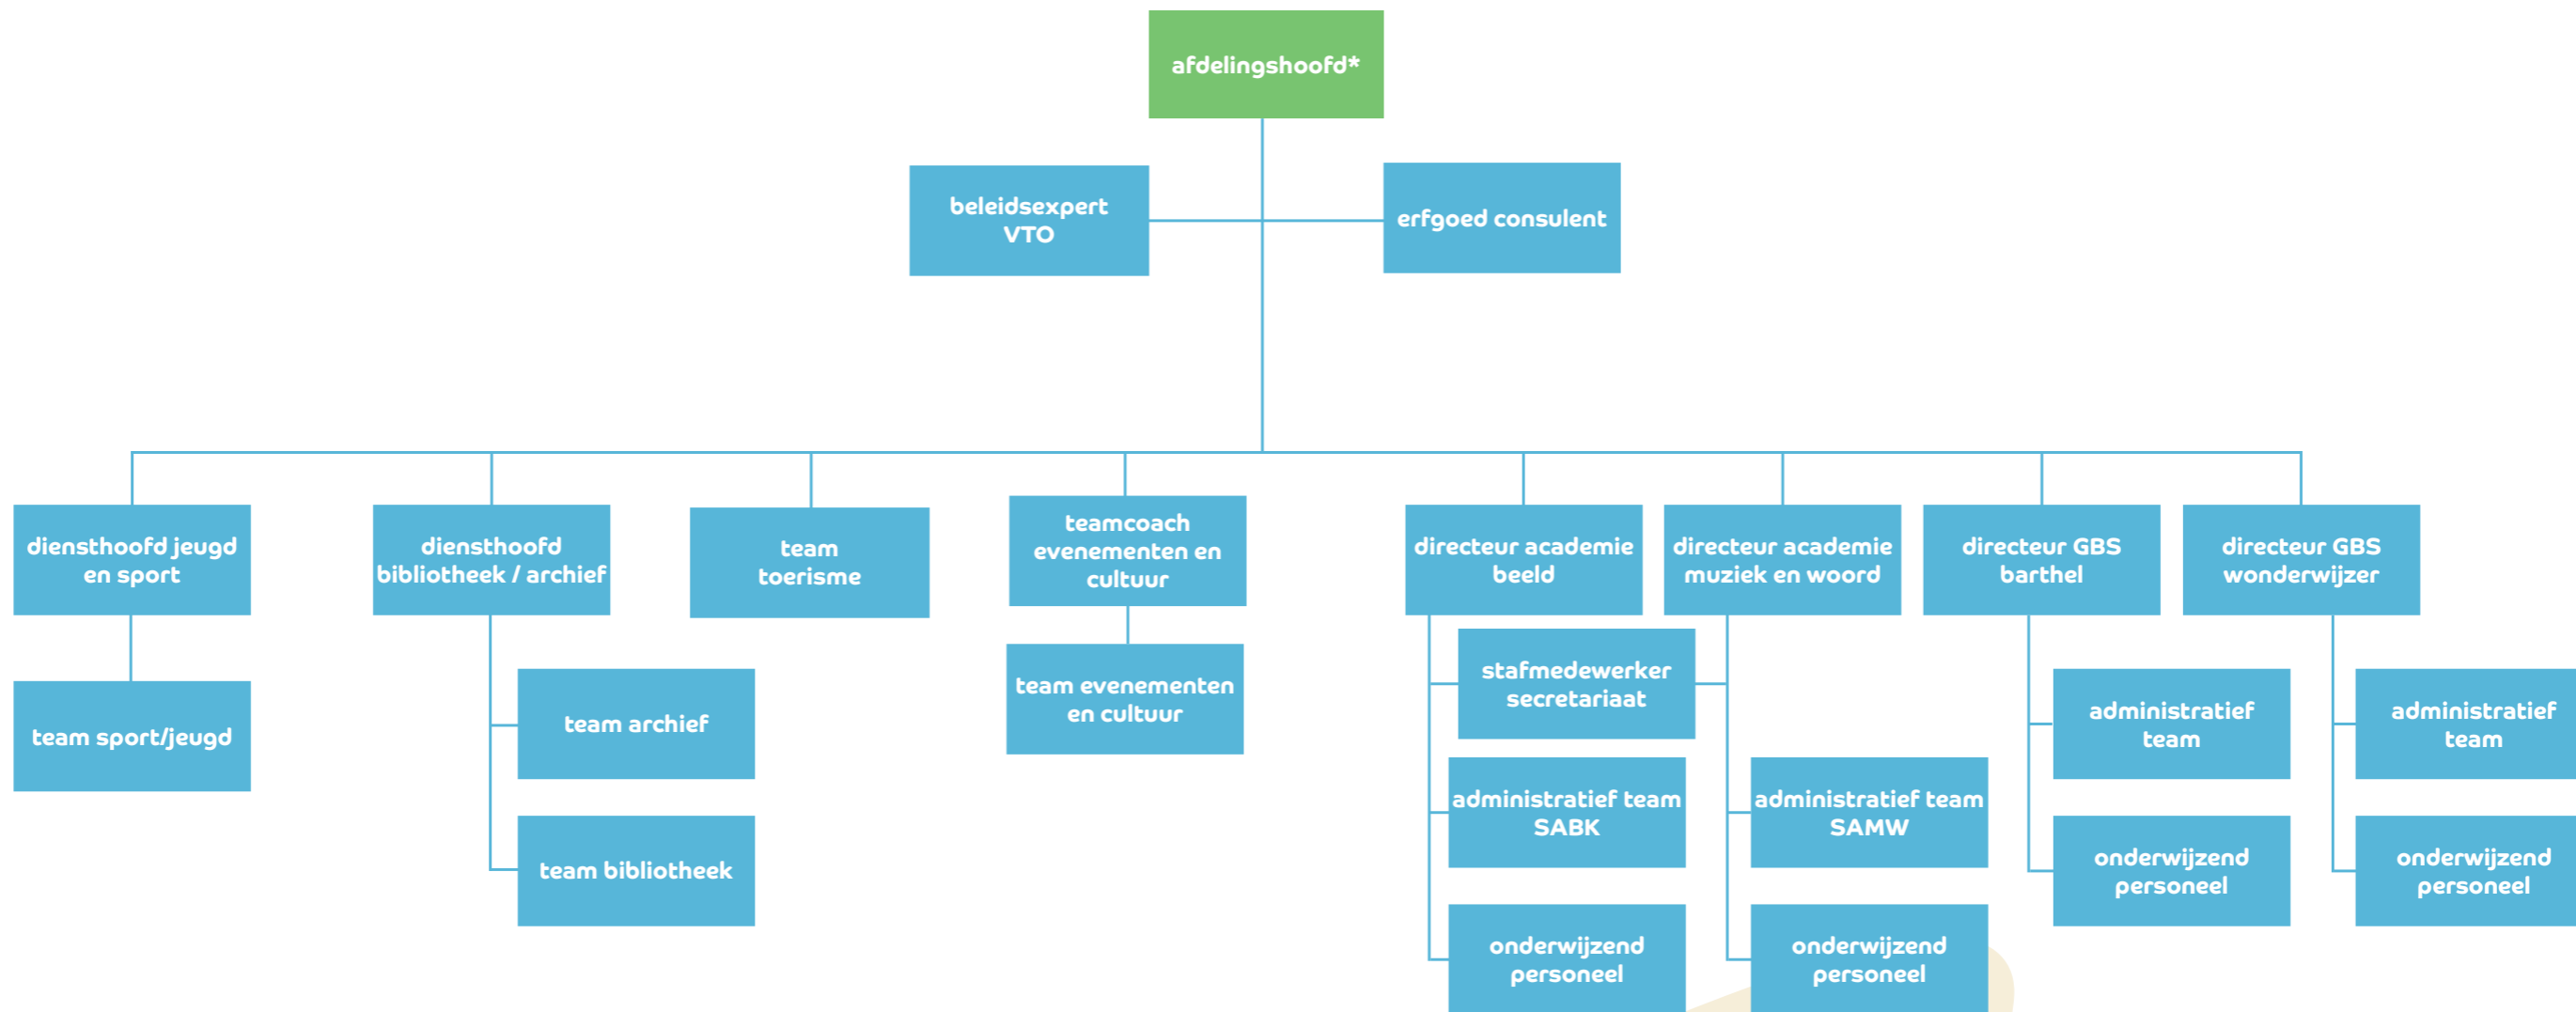 afdelingshoofd*
beleidsexpert
VTO
erfgoed consulent
diensthoofd jeugd
en sport
diensthoofd
bibliotheek / archief
team
toerisme
teamcoach
evenementen en
cultuur
directeur academie
beeld
directeur academie
muziek en woord
directeur GBS
barthel
directeur GBS
wonderwijzer
team sport/jeugd
team archief
team bibliotheek
team evenementen
en cultuur
stafmedewerker
secretariaat
administratief team
SABK
onderwijzend
personeel
administratief team
SAMW
onderwijzend
personeel
administratief
team
onderwijzend
personeel
administratief
team
onderwijzend
personeel